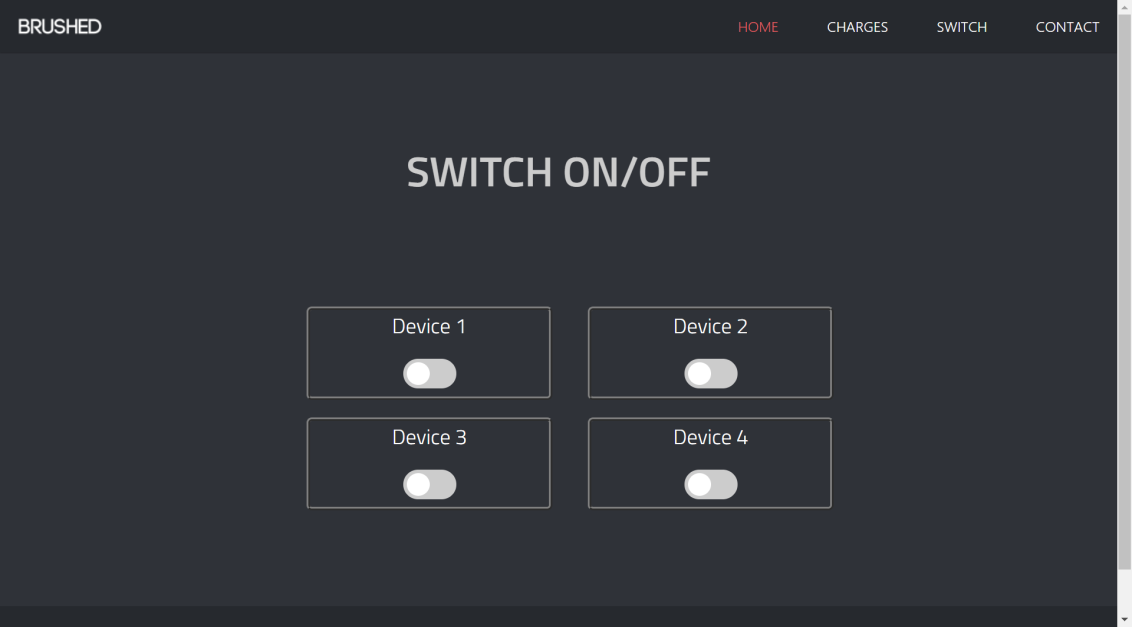 BRUSHED HOME CHARGES SWITCH CONTACT
SWITCH ON/OFF
Device 1 Device 2
Device 3 Device 4